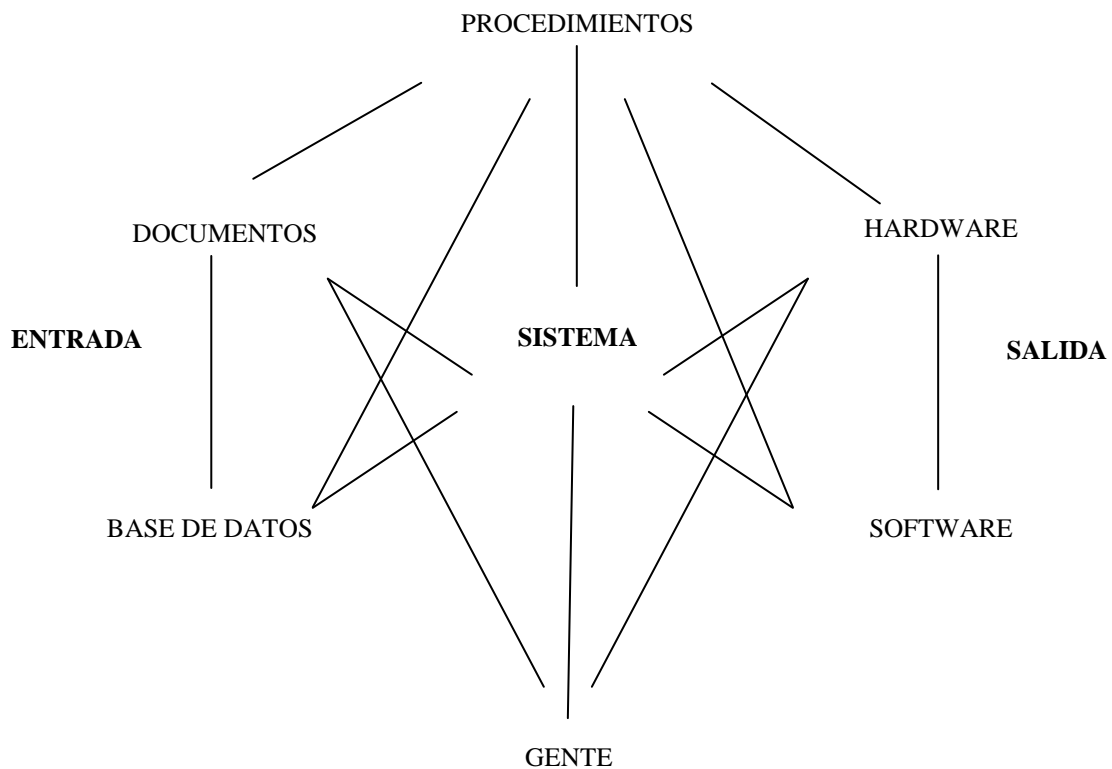 PROCEDIMIENTOS
DOCUMENTOS
HARDWARE
ENTRADA
SISTEMA
SALIDA
BASE DE DATOS
SOFTWARE
GENTE